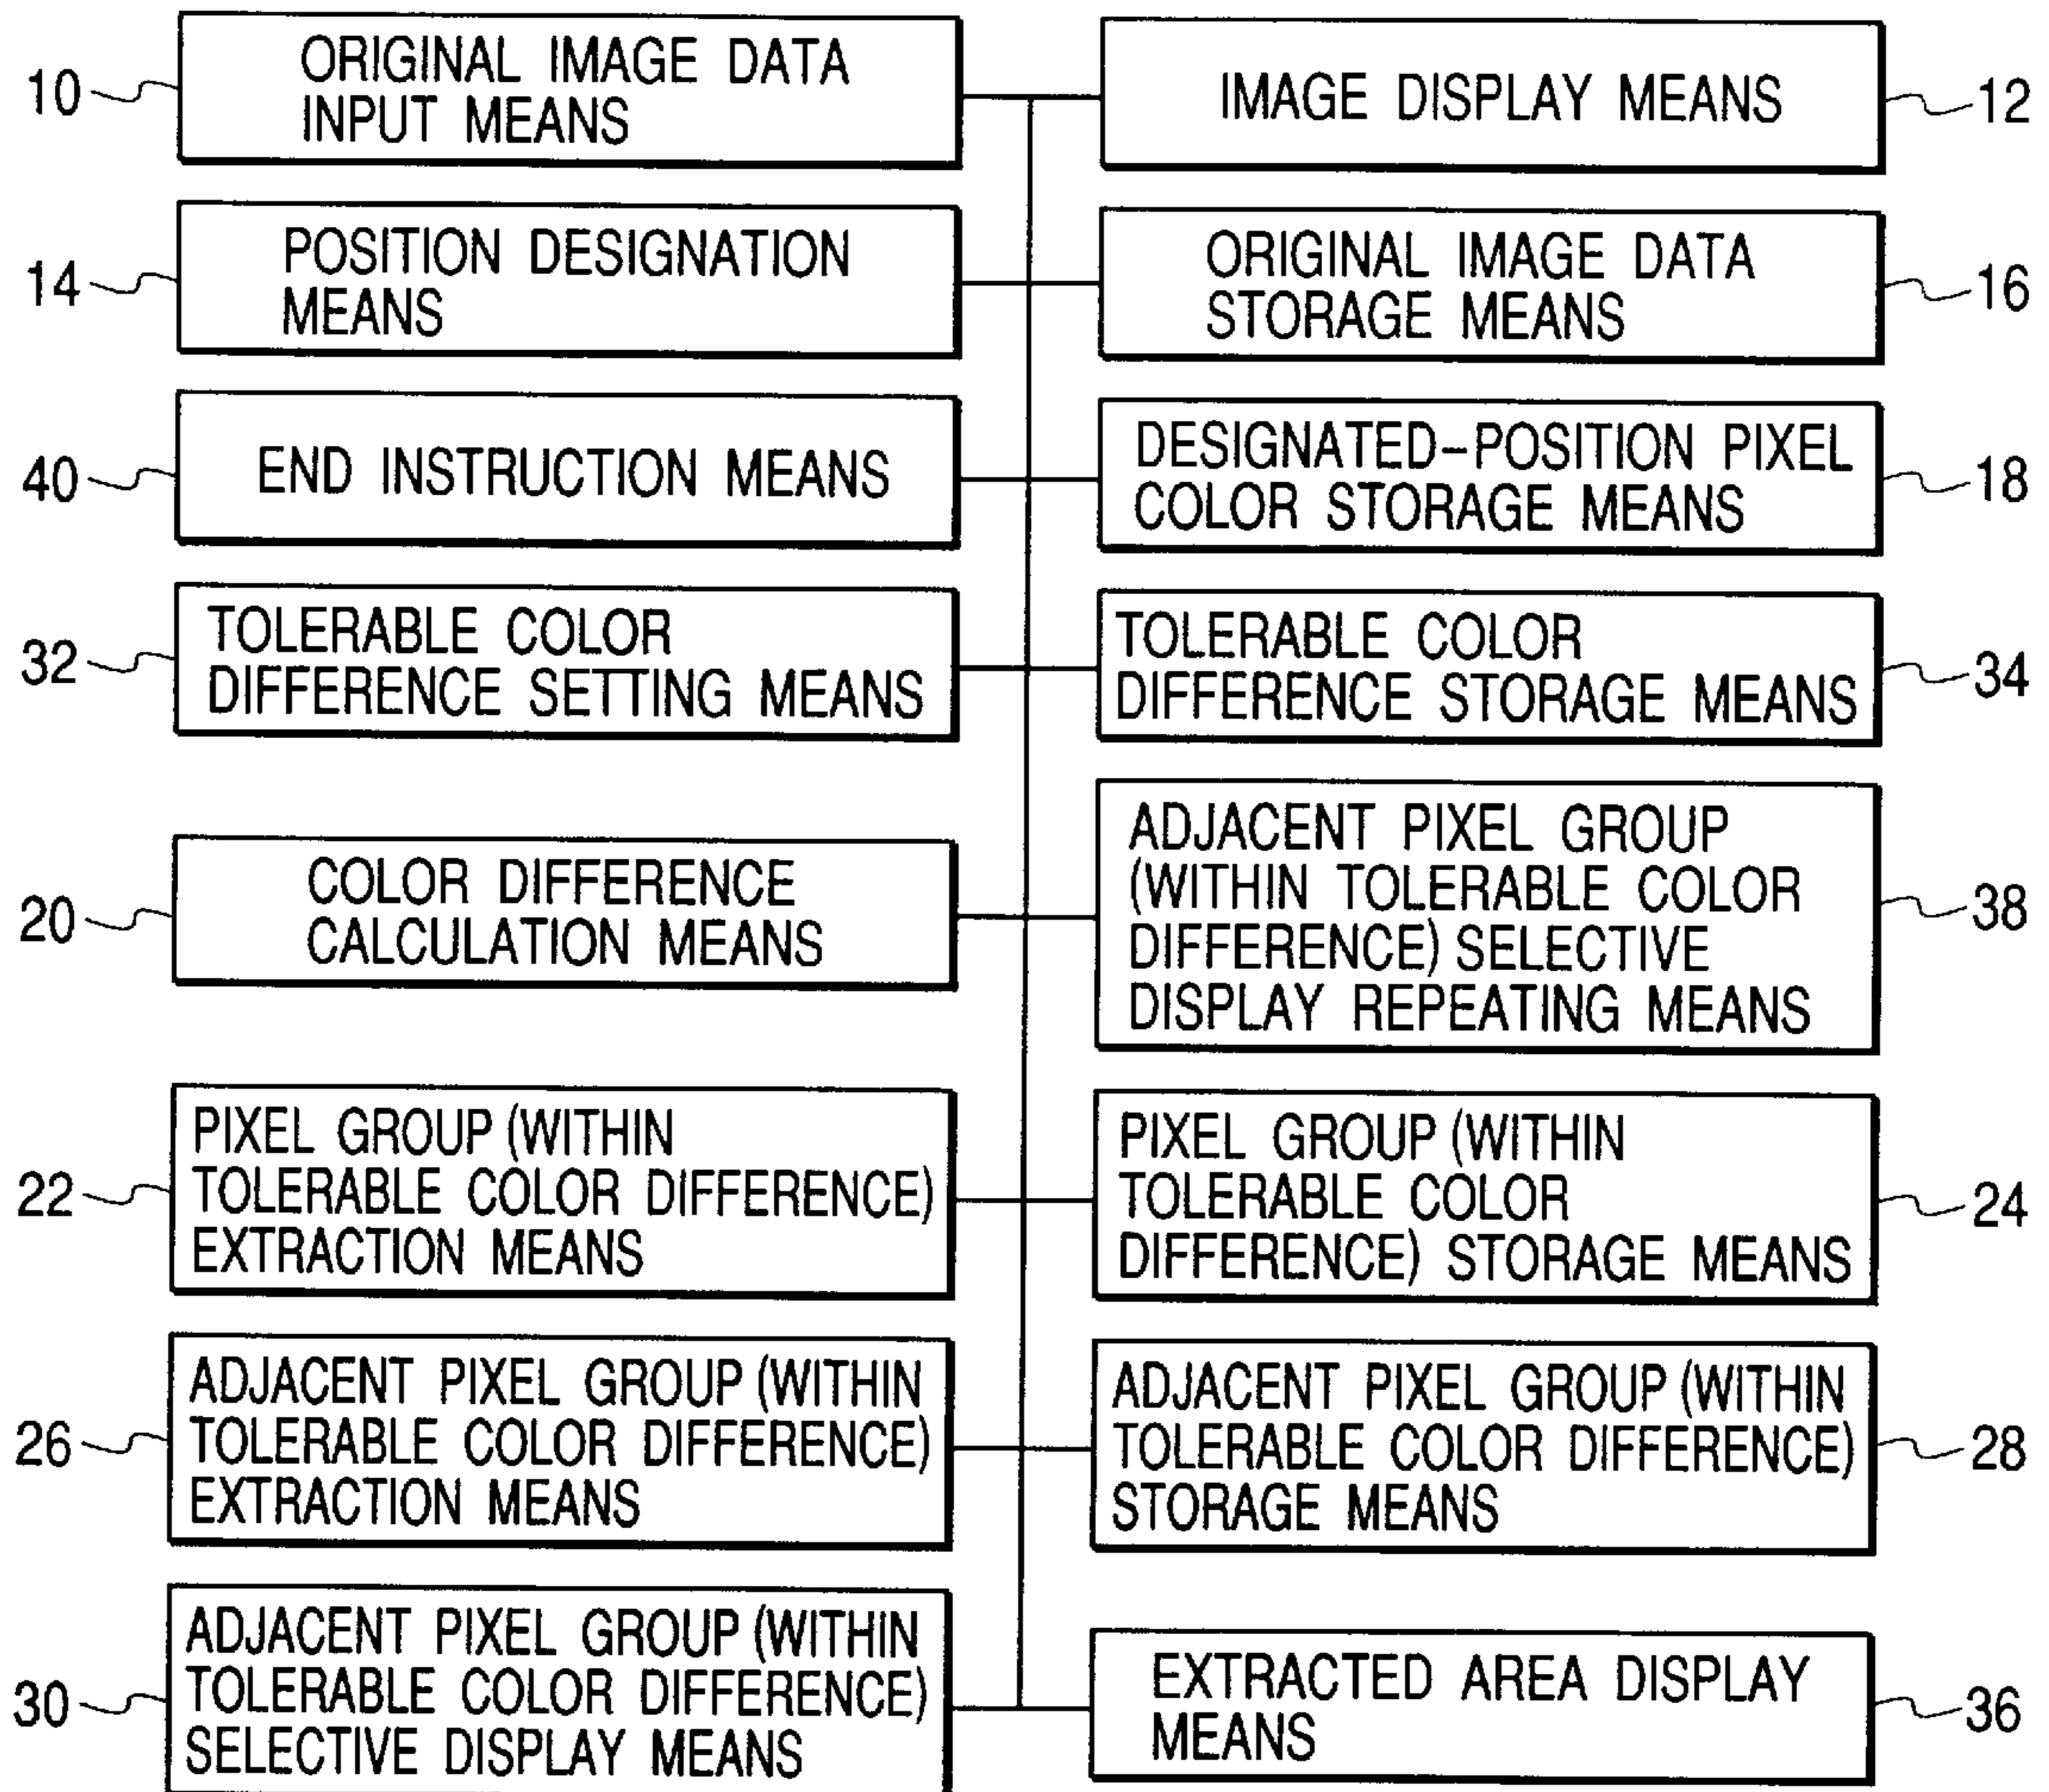 10
ORIGINAL IMAGE DATA
INPUT MEANS
IMAGE DISPLAY MEANS
12
14
POSITION DESIGNATION
MEANS
ORIGINAL IMAGE DATA
STORAGE MEANS
16
40
END INSTRUCTION MEANS
DESIGNATED-POSITION PIXEL
COLOR STORAGE MEANS
18
32
TOLERABLE COLOR
DIFFERENCE SETTING MEANS
TOLERABLE COLOR
DIFFERENCE STORAGE MEANS
34
20
COLOR DIFFERENCE
CALCULATION MEANS
ADJACENT PIXEL GROUP
(WITHIN TOLERABLE COLOR
DIFFERENCE) SELECTIVE
DISPLAY REPEATING MEANS
38
22
PIXEL GROUP (WITHIN
TOLERABLE COLOR DIFFERENCE)
EXTRACTION MEANS
PIXEL GROUP (WITHIN
TOLERABLE COLOR
DIFFERENCE) STORAGE MEANS
24
26
ADJACENT PIXEL GROUP (WITHIN
TOLERABLE COLOR DIFFERENCE)
EXTRACTION MEANS
ADJACENT PIXEL GROUP (WITHIN
TOLERABLE COLOR DIFFERENCE)
STORAGE MEANS
28
30
ADJACENT PIXEL GROUP (WITHIN
TOLERABLE COLOR DIFFERENCE)
SELECTIVE DISPLAY MEANS
EXTRACTED AREA DISPLAY
MEANS
36